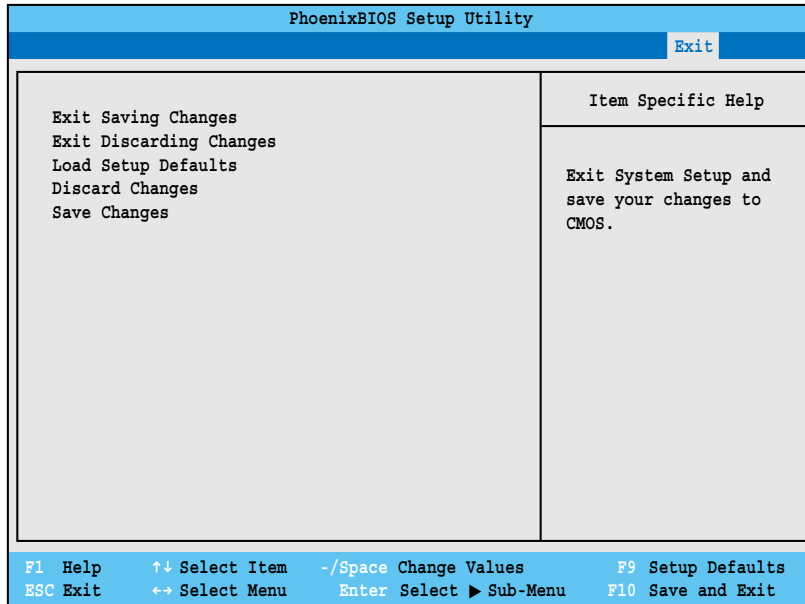 PhoenixBIOS Setup Utility
Exit
Exit Saving Changes
Exit Discarding Changes
Load Setup Defaults
Discard Changes
Save Changes
Item Specific Help
Exit System Setup and
save your changes to
CMOS.
F1 Help ↑↓ Select Item -/Space Change Values F9 Setup Defaults
ESC Exit ←→ Select Menu Enter Select ▶ Sub-Menu F10 Save and Exit